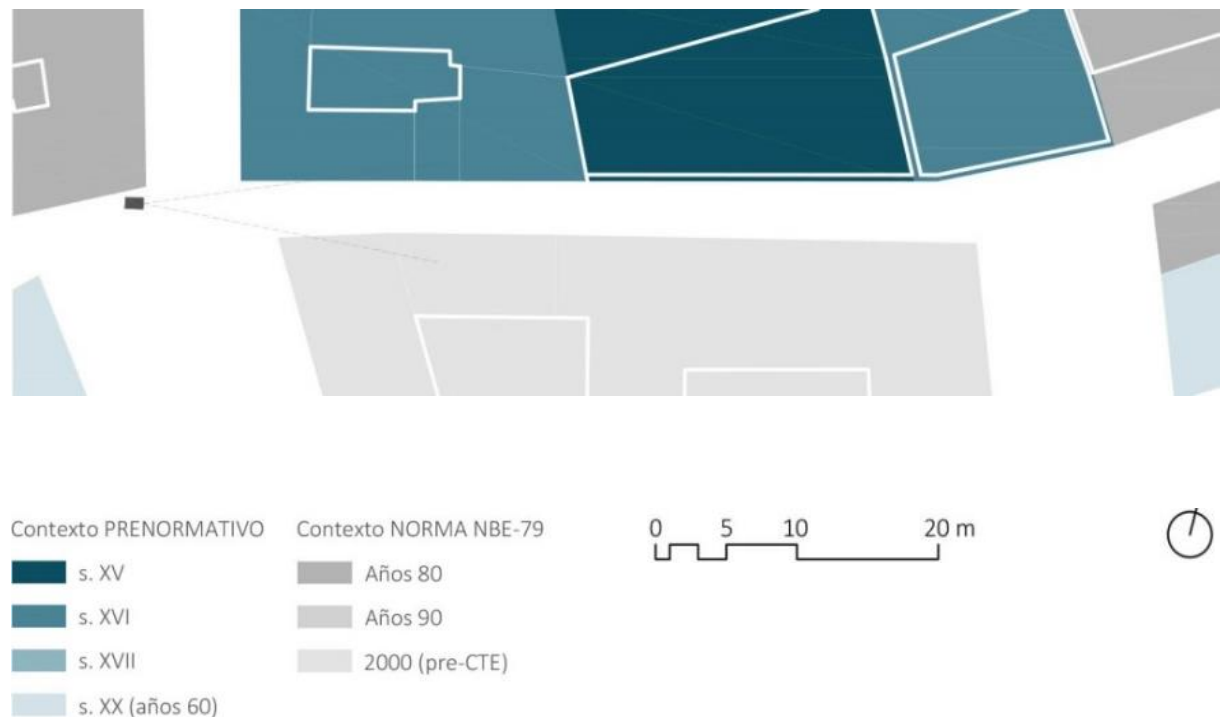 Contexto PRENORMATIVO
s. XV
s. XVI
s. XVII
s. XX (años 60)
Contexto NORMA NBE-79
Años 80
Años 90
2000 (pre-CTE)
0 5 10 20 m